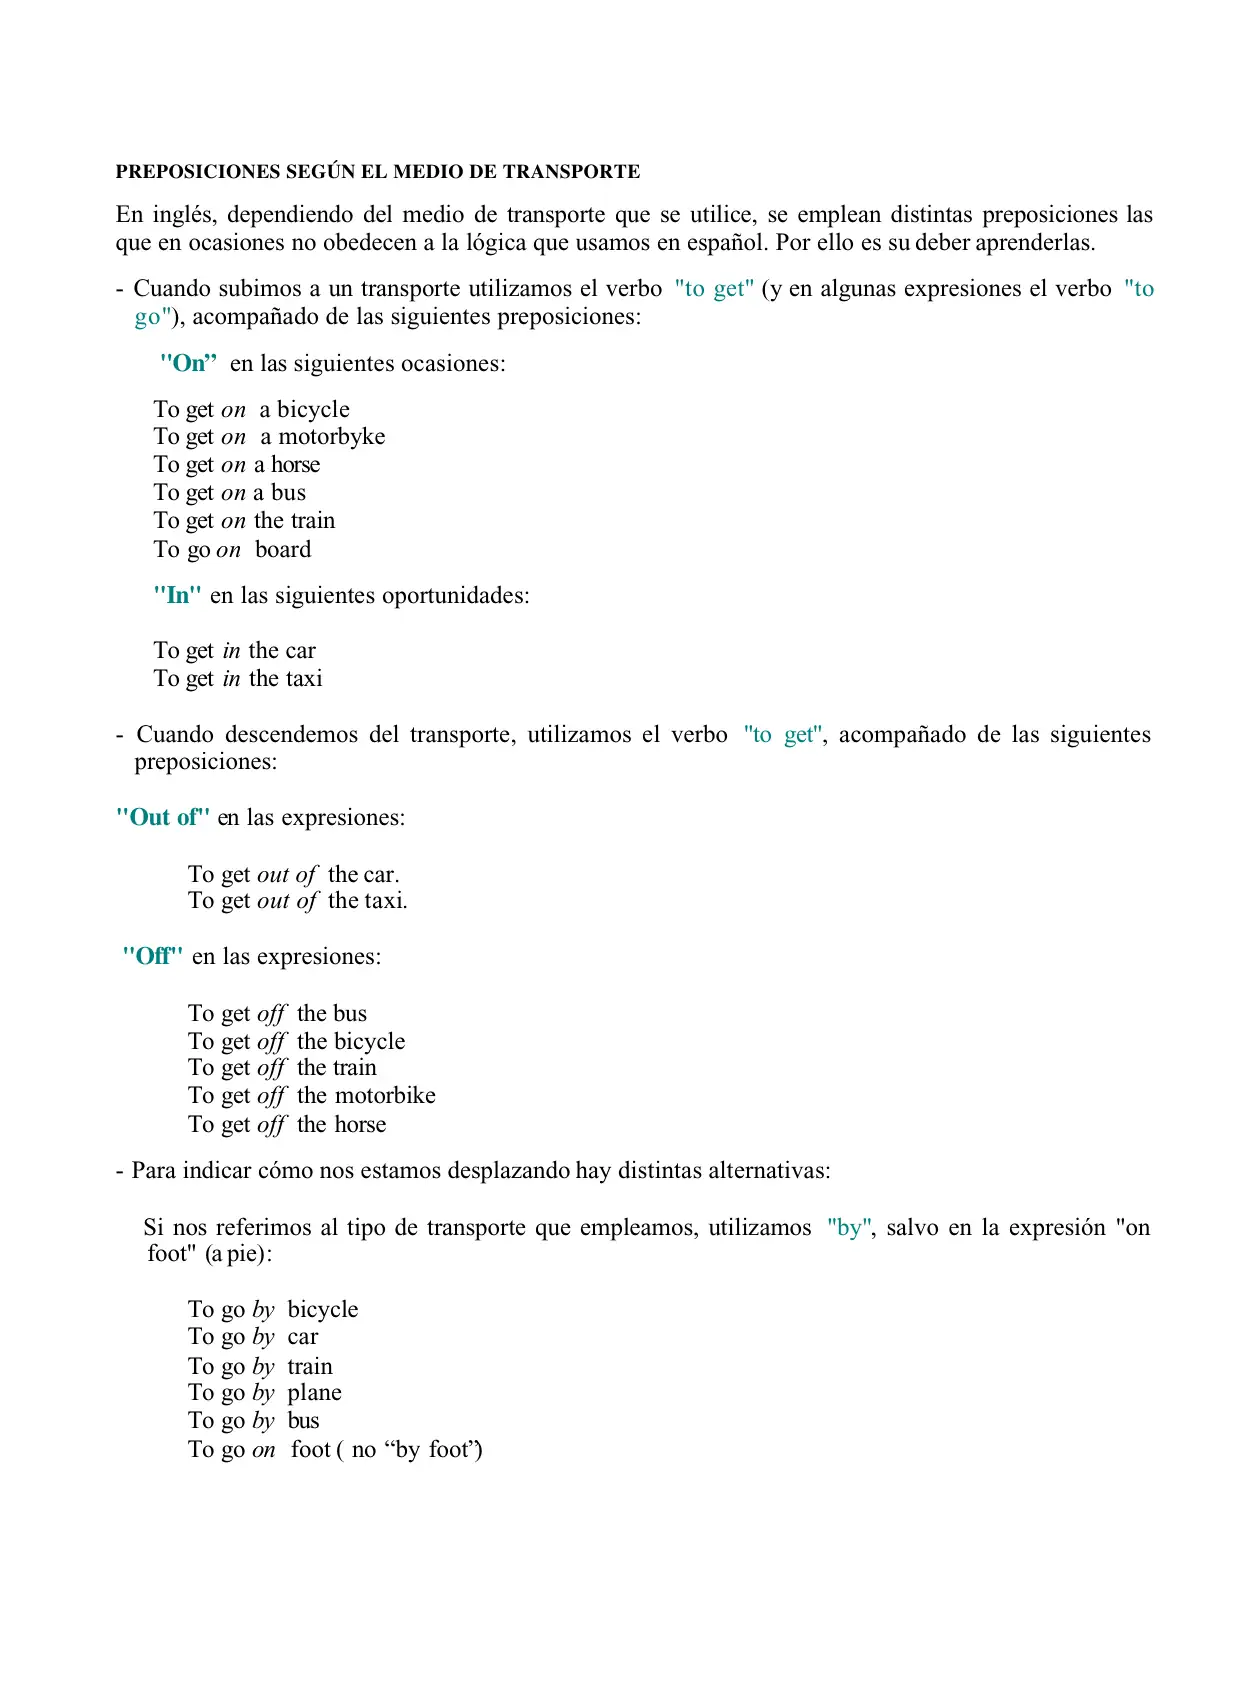 PREPOSICIONES SEGÚN EL MEDIO DE TRANSPORTE
En inglés, dependiendo del medio de transporte que se utilice, se emplean distintas preposiciones las
que en ocasiones no obedecen a la lógica que usamos en español. Por ello es su deber aprenderlas.
- Cuando subimos a un transporte utilizamos el verbo "to get" (y en algunas expresiones el verbo "to
go"), acompañado de las siguientes preposiciones:
"On” en las siguientes ocasiones:
To get on a bicycle
To get on a motorbyke
To get on a horse
To get on a bus
To get on the train
To go on board
"In" en las siguientes oportunidades:
To get in the car
To get in the taxi
- Cuando descendemos del transporte, utilizamos el verbo "to get", acompañado de las siguientes
preposiciones:
"Out of" en las expresiones:
To get out of the car.
To get out of the taxi.
"Off" en las expresiones:
To get off the bus
To get off the bicycle
To get off the train
To get off the motorbike
To get off the horse
- Para indicar cómo nos estamos desplazando hay distintas alternativas:
Si nos referimos al tipo de transporte que empleamos, utilizamos "by", salvo en la expresión "on
foot" (a pie):
To go by bicycle
To go by car
To go by train
To go by plane
To go by bus
To go on foot ( no “by foot”)